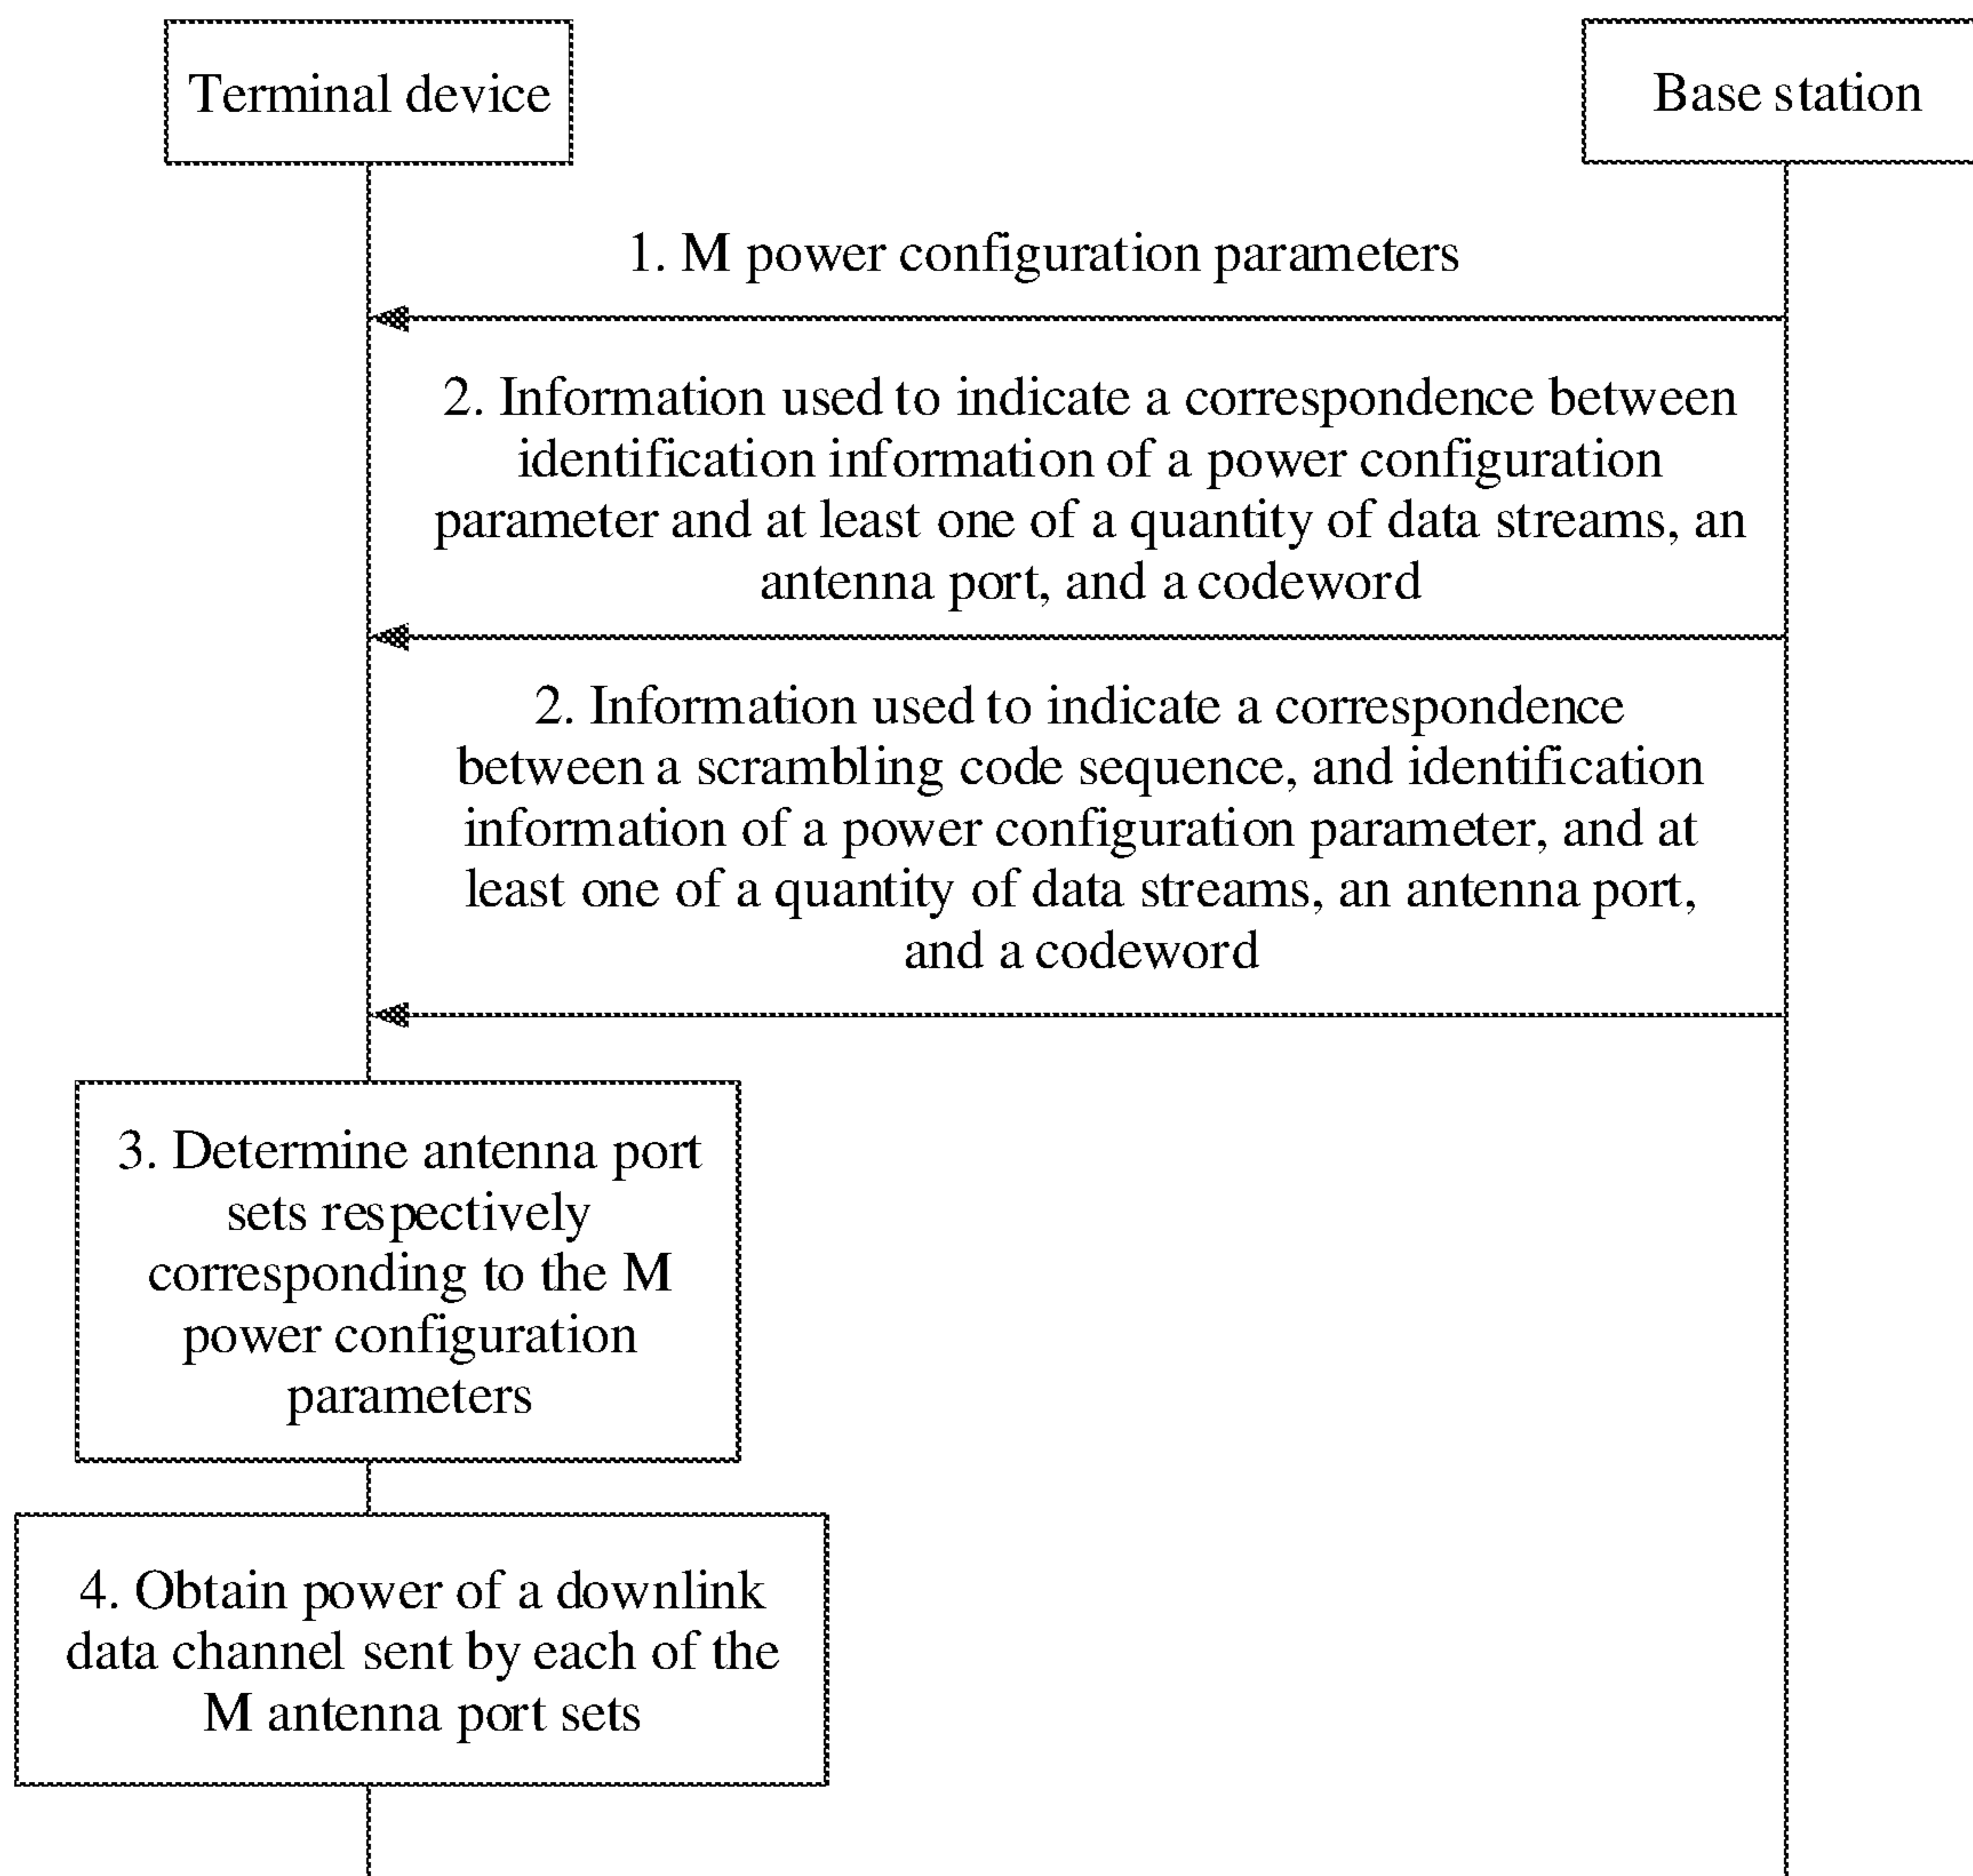 Terminal device
Base station
1. M power configuration parameters
2. Information used to indicate a correspondence between
identification information of a power configuration
parameter and at least one of a quantity of data streams, an
antenna port, and a codeword
2. Information used to indicate a correspondence
between a scrambling code sequence, and identification
information of a power configuration parameter, and at
least one of a quantity of data streams, an antenna port,
and a codeword
3. Determine antenna port
sets respectively
corresponding to the M
power configuration
parameters
4. Obtain power of a downlink
data channel sent by each of the
M antenna port sets